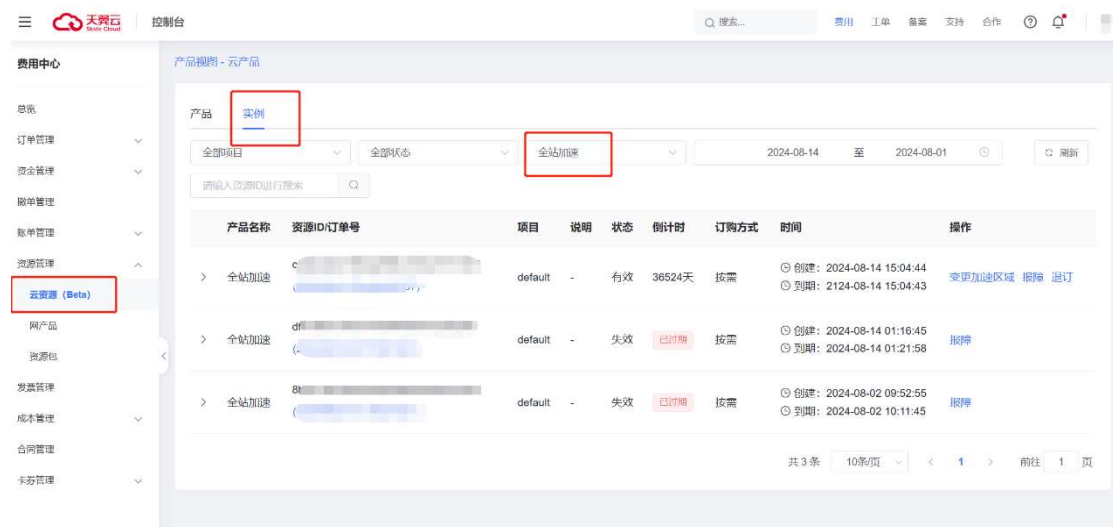 天翼云 控制台 搜索... 费用 工单 备案 支持 合作
State Cloud
费用中心
产品视图 - 云产品
总览
订单管理
资金管理
撤单管理
账单管理
资源管理
云资源（Beta）
网产品
资源包
发票管理
成本管理
合同管理
卡券管理
产品 实例
全部项目 全部状态 全站加速 2024-08-14 至 2024-08-01 刷新
请输入资源ID进行搜索
产品名称 资源ID/订单号 项目 说明 状态 倒计时 订购方式 时间 操作
全站加速 default - 有效 36524天 按需 创建：2024-08-14 15:04:44 变更加速区域 报障 退订
到期：2124-08-14 15:04:43
全站加速 default - 失效 已过期 按需 创建：2024-08-14 01:16:45 报障
到期：2024-08-14 01:21:58
全站加速 default - 失效 已过期 按需 创建：2024-08-02 09:52:55 报障
到期：2024-08-02 10:11:45
共 3 条 10条/页 1 前往 1 页